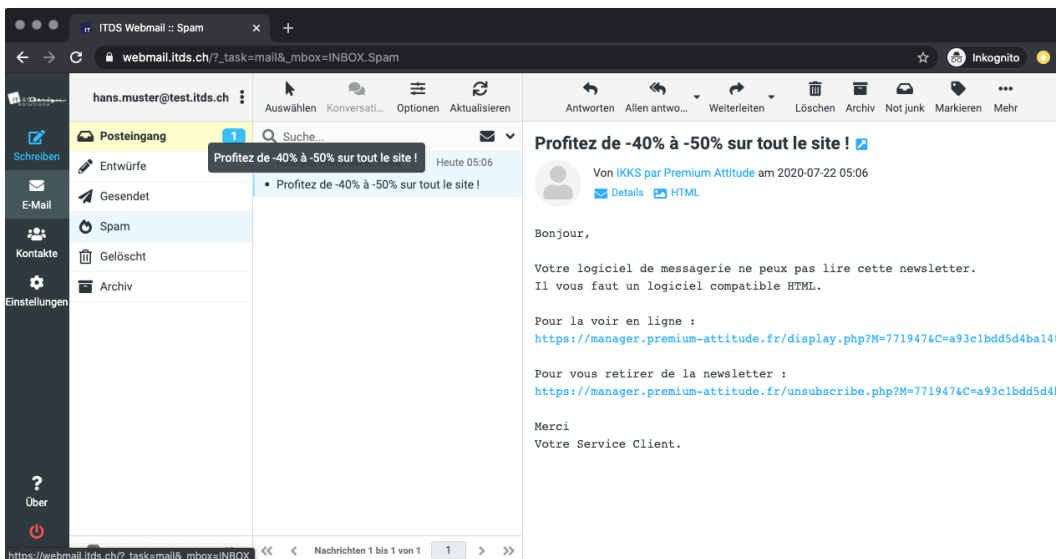 ITDS Webmail :: Spam
webmail.itds.ch/?_task=mail&_mbox=INBOX.Spam
Inkognito
hans.muster@test.itds.ch
Auswählen
Konversati...
Optionen
Aktualisieren
Antworten
Allen antwo...
Weiterleiten
Löschen
Archiv
Not junk
Markieren
Mehr
Schreiben
E-Mail
Kontakte
Einstellungen
Über
Posteingang 1
Entwürfe
Gesendet
Spam
Gelöscht
Archiv
Suche...
Profitez de -40% à -50% sur tout le site !
Heute 05:06
• Profitez de -40% à -50% sur tout le site !
Nachrichten 1 bis 1 von 1
1
Profitez de -40% à -50% sur tout le site !
Von IKKS par Premium Attitude am 2020-07-22 05:06
Details HTML
Bonjour,
Votre logiciel de messagerie ne peux pas lire cette newsletter.
Il vous faut un logiciel compatible HTML.
Pour la voir en ligne :
https://manager.premium-attitude.fr/display.php?M=771947&C=a93c1bdd5d4ba148
Pour vous retirer de la newsletter :
https://manager.premium-attitude.fr/unsubscribe.php?M=771947&C=a93c1bdd5d4b
Merci
Votre Service Client.
https://webmail.itds.ch/?_task=mail&_mbox=INBOX